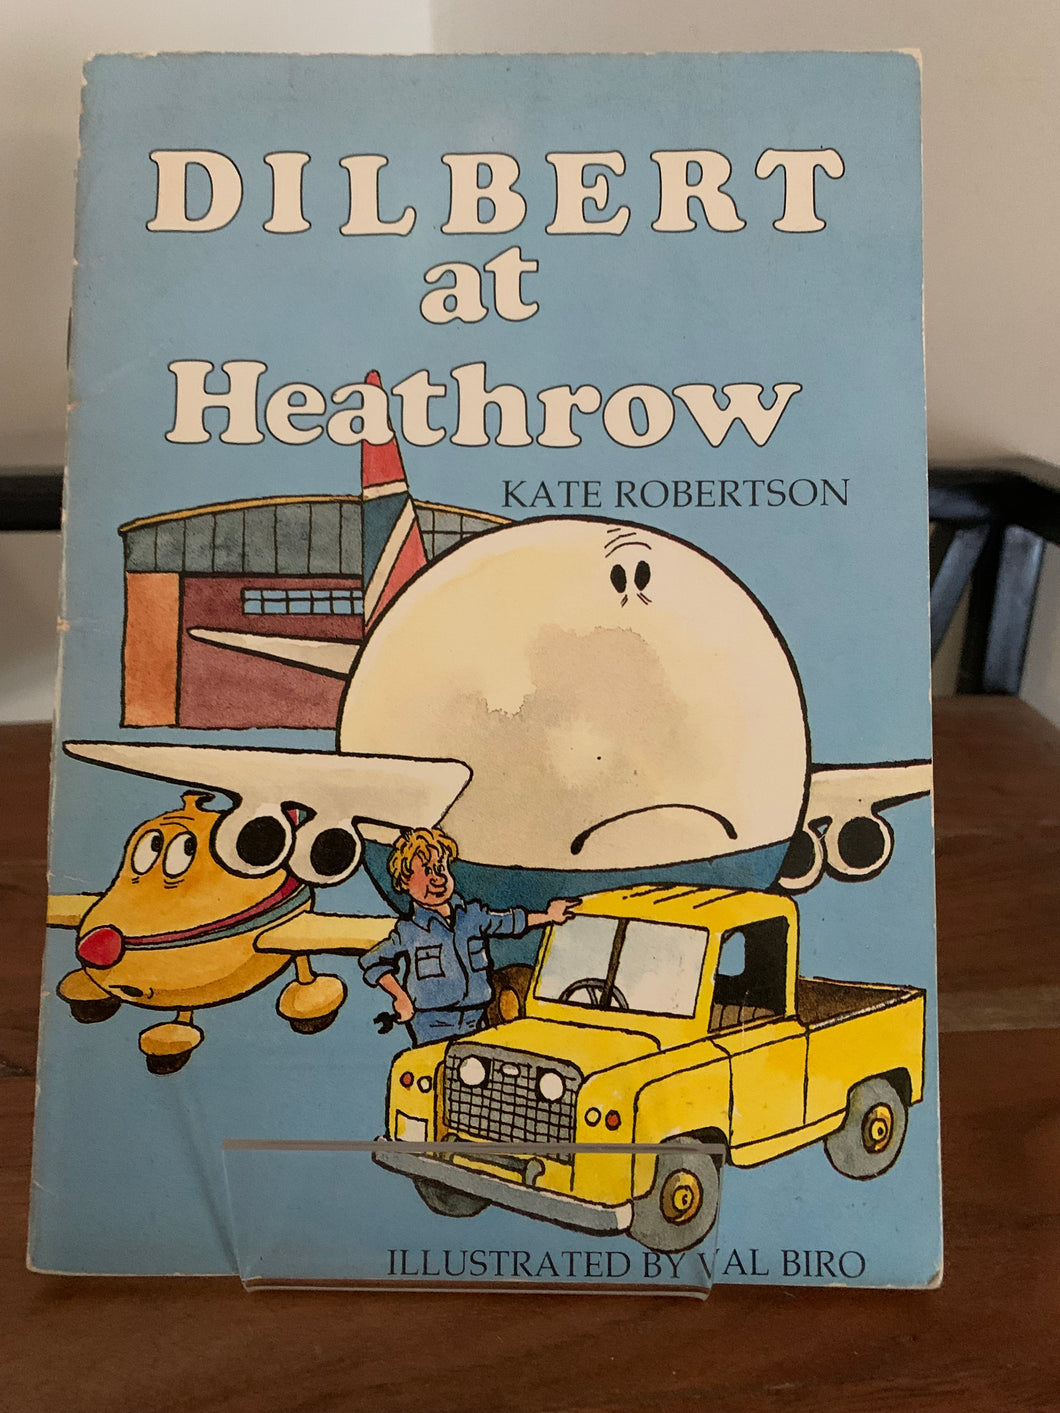 DILBERT
at
Heathrow
KATE ROBERTSON
ILLUSTRATED BY VAL BIRO